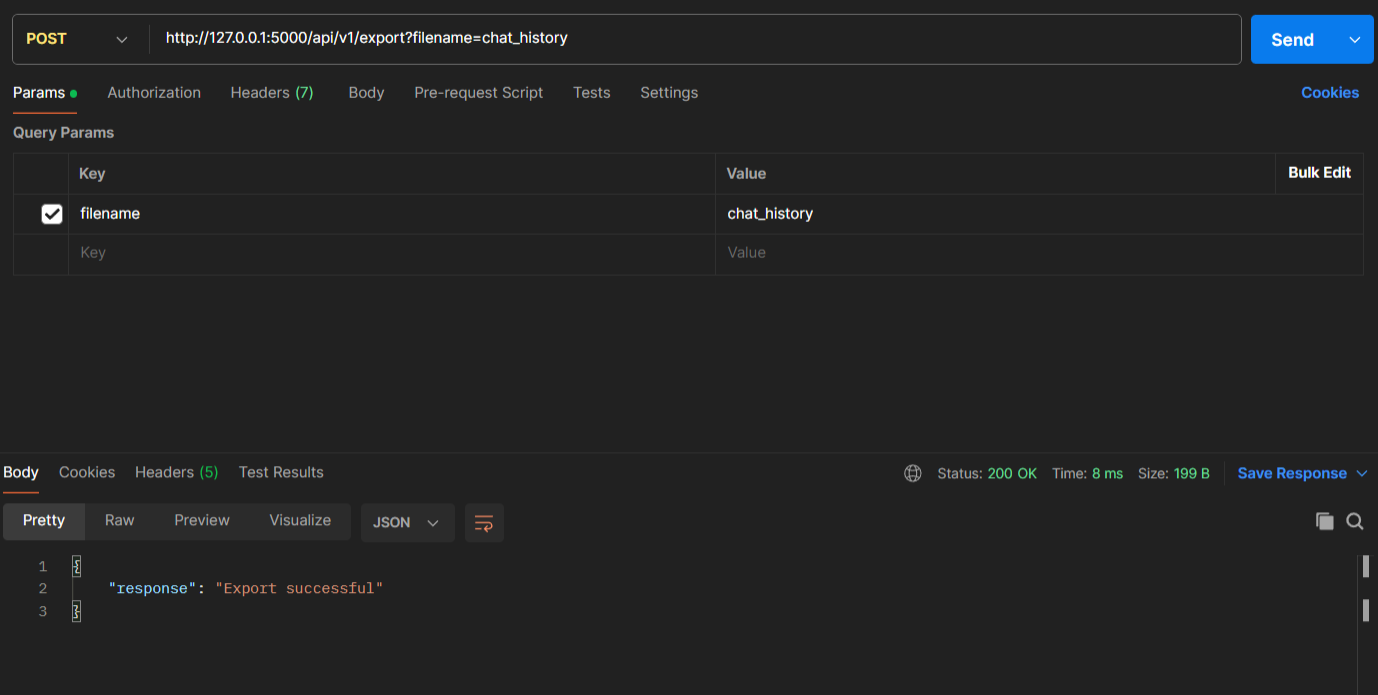 POST http://127.0.0.1:5000/api/v1/export?filename=chat_history Send
Params Authorization Headers (7) Body Pre-request Script Tests Settings Cookies
Query Params
Key Value Bulk Edit
filename chat_history
Key Value
Body Cookies Headers (5) Test Results Status: 200 OK Time: 8 ms Size: 199 B Save Response
Pretty Raw Preview Visualize JSON
1 {
2 "response": "Export successful"
3 }